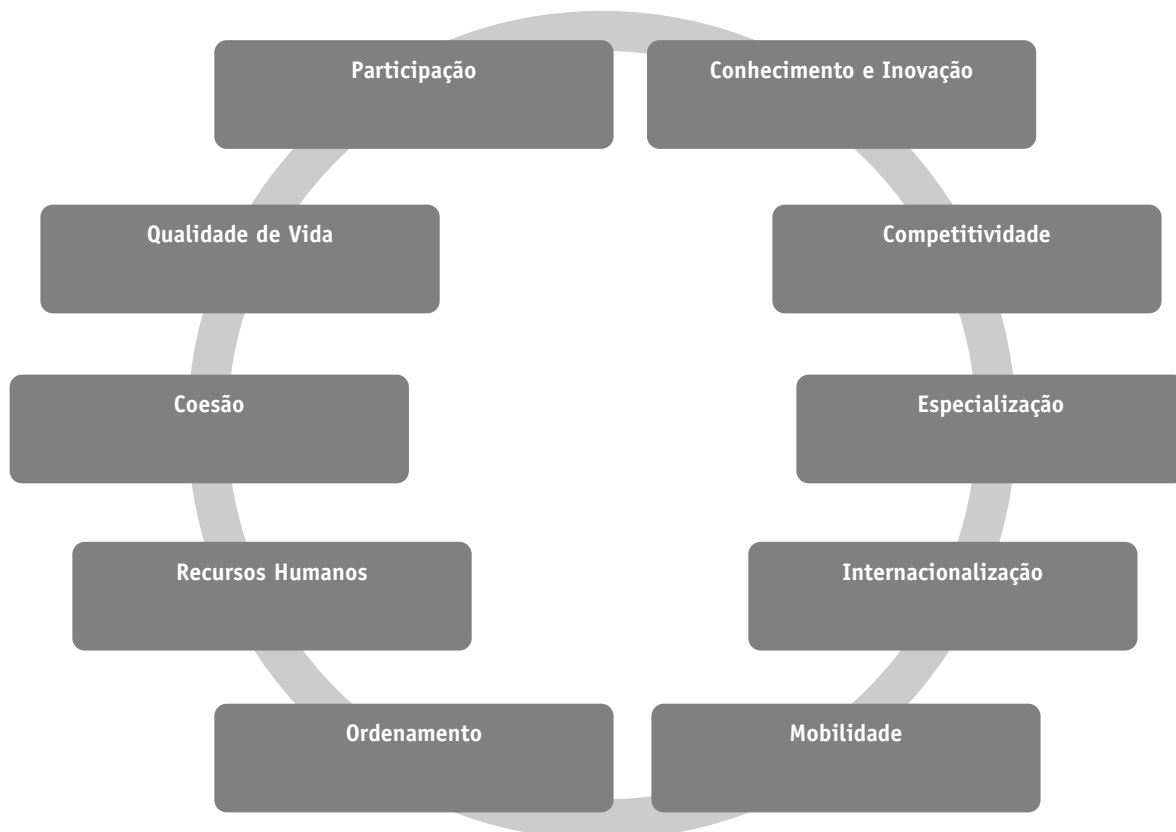 Participação
Conhecimento e Inovação
Qualidade de Vida
Competitividade
Coesão
Especialização
Recursos Humanos
Internacionalização
Ordenamento
Mobilidade